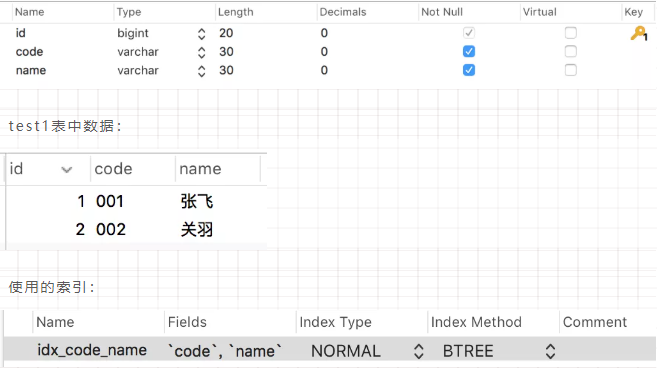 Name Type Length Decimals Not Null Virtual Key
id bigint 20 0 1
code varchar 30 0
name varchar 30 0
test1表中数据：
id code name
1 001 张飞
2 002 关羽
使用的索引：
Name Fields Index Type Index Method Comment
idx_code_name `code`, `name` NORMAL BTREE